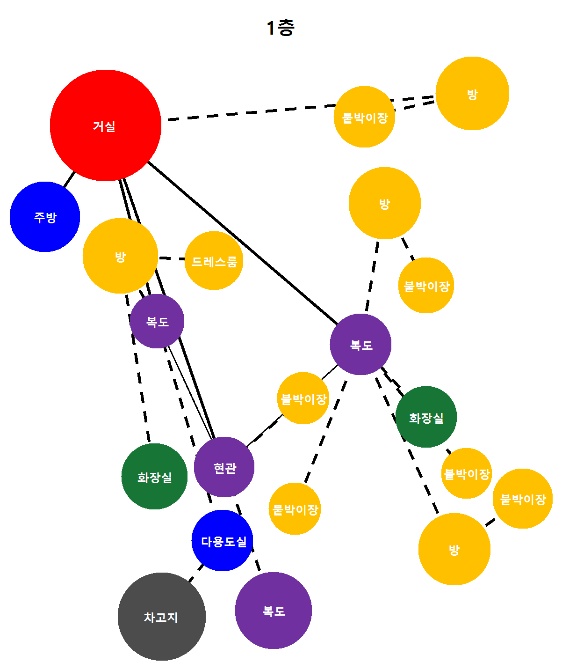 1층
거실
붙박이장
방
주방
방
방
드레스룸
붙박이장
복도
복도
붙박이장
화장실
화장실
현관
붙박이장
붙박이장
붙박이장
다용도실
방
차고지
복도